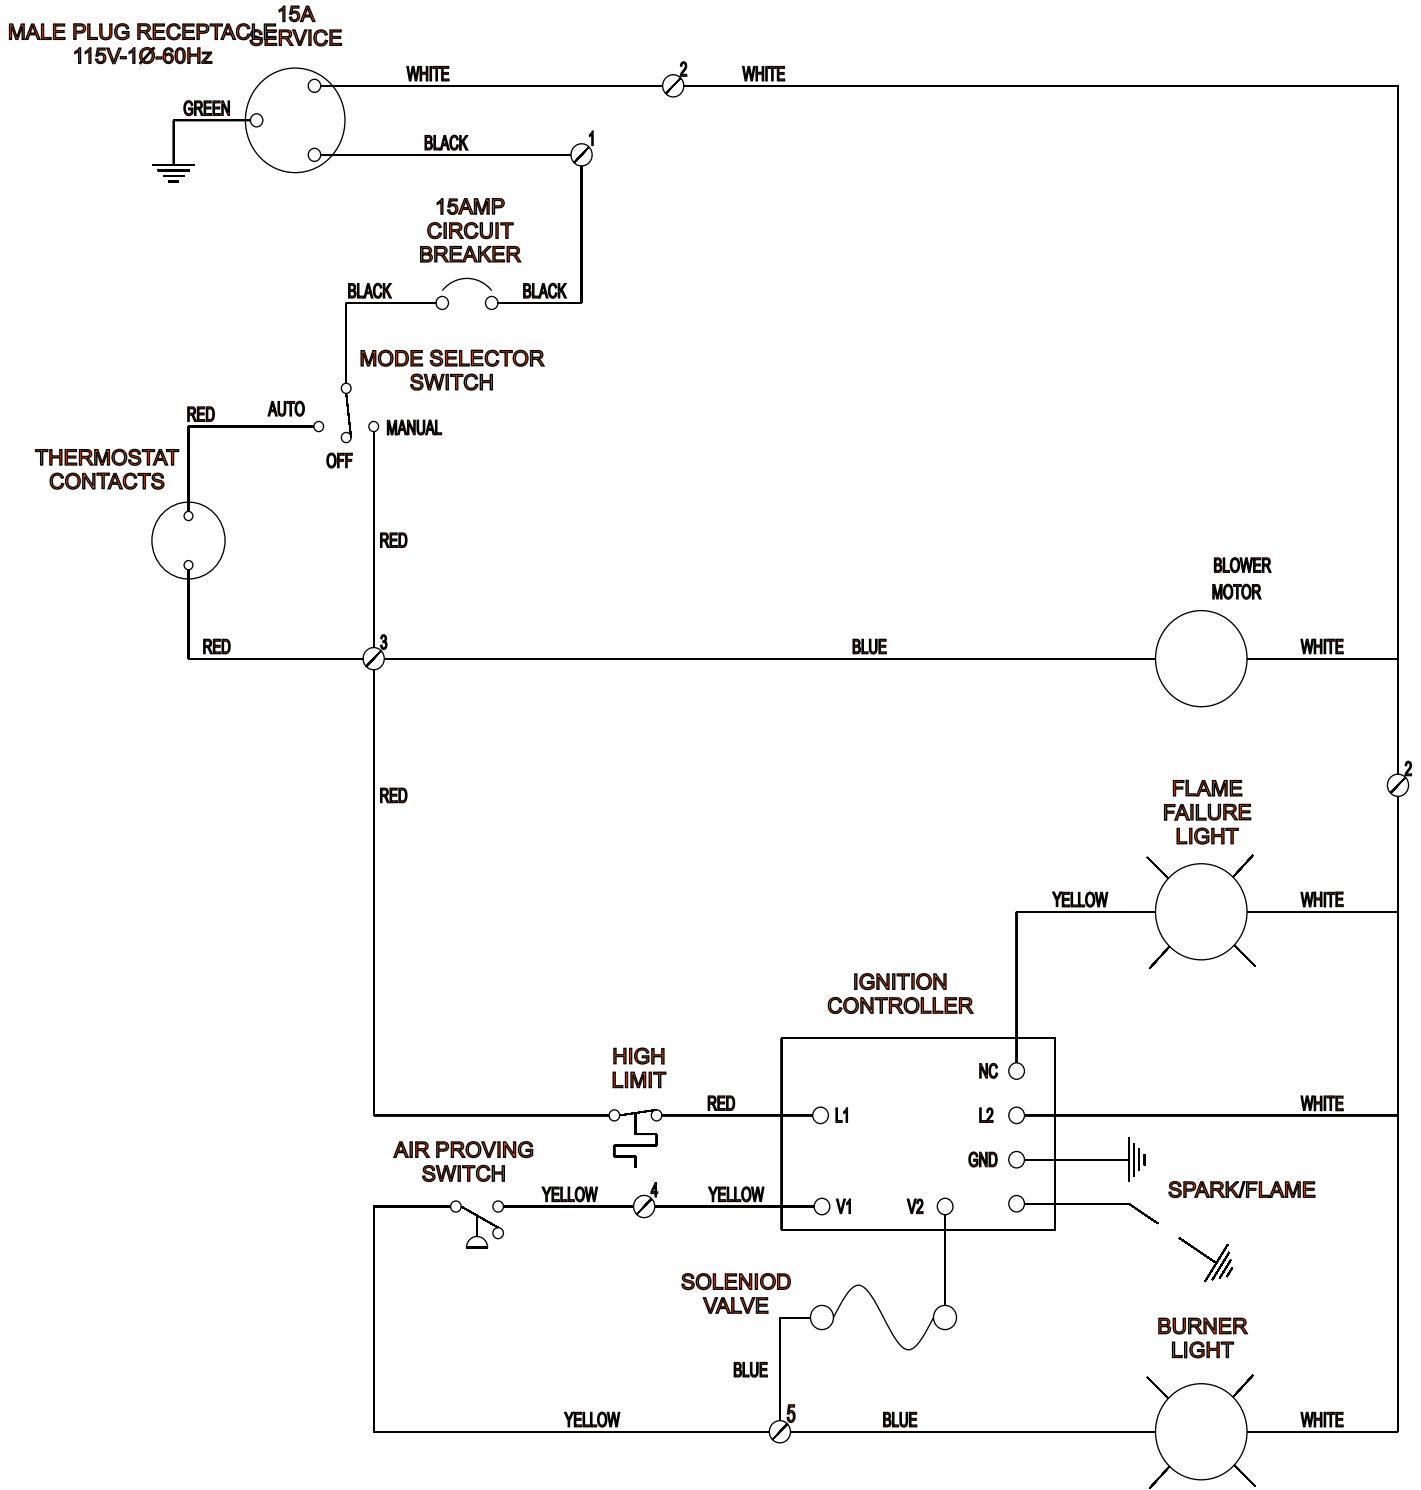 MALE PLUG RECEPTACLE
115V-1Ø-60Hz
15A
SERVICE
WHITE
2
WHITE
GREEN
BLACK
1
15AMP
CIRCUIT
BREAKER
BLACK
BLACK
MODE SELECTOR
SWITCH
RED
AUTO
MANUAL
OFF
THERMOSTAT
CONTACTS
RED
BLOWER
MOTOR
RED
3
BLUE
WHITE
2
RED
FLAME
FAILURE
LIGHT
YELLOW
WHITE
IGNITION
CONTROLLER
HIGH
LIMIT
NC
RED
L1
L2
WHITE
AIR PROVING
SWITCH
GND
SPARK/FLAME
YELLOW
4
YELLOW
V1
V2
SOLENIOD
VALVE
BURNER
LIGHT
BLUE
YELLOW
5
BLUE
WHITE